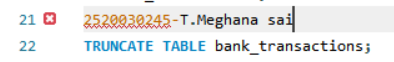 21 2520030245-T.Meghana sai
22 TRUNCATE TABLE bank_transactions;